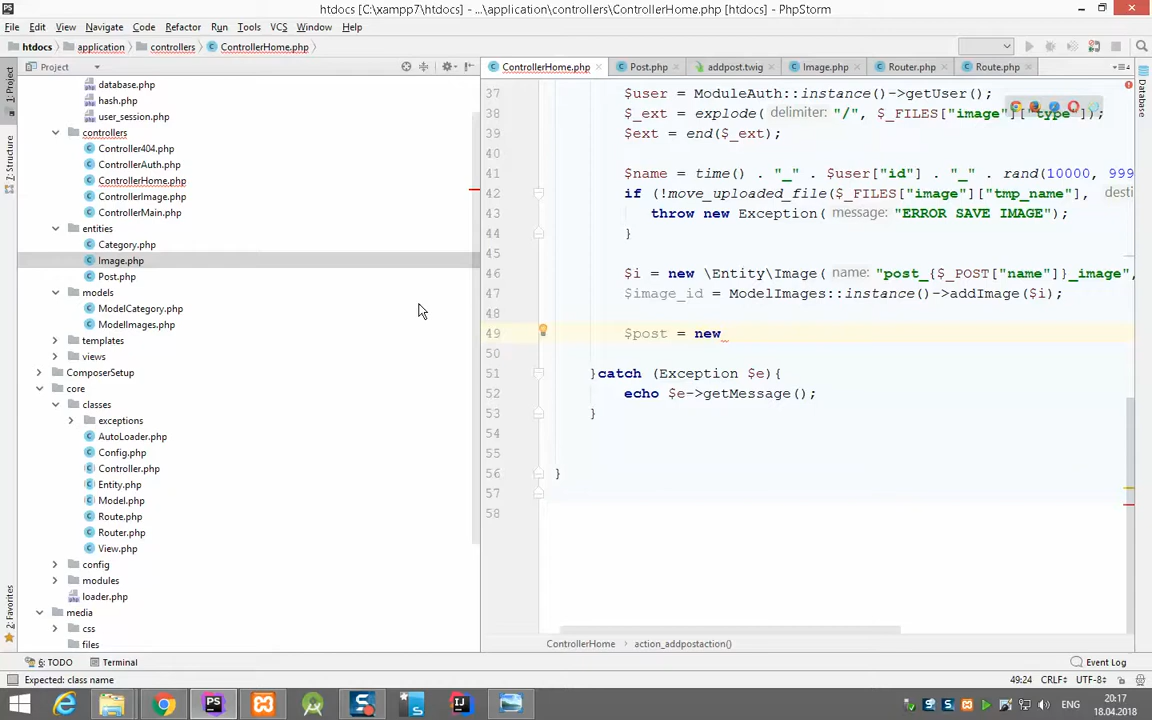 htdocs [C:\xampp7\htdocs] - ...\application\controllers\ControllerHome.php [htdocs] - PhpStorm
File Edit View Navigate Code Refactor Run Tools VCS Window Help
htdocs application controllers ControllerHome.php
Project
ControllerHome.php Post.php addpost.twig Image.php Router.php Route.php
1: Project
Structure
2: Favorites
Database
database.php
hash.php
user_session.php
controllers
Controller404.php
ControllerAuth.php
ControllerHome.php
ControllerImage.php
ControllerMain.php
entities
Category.php
Image.php
Post.php
models
ModelCategory.php
ModelImages.php
templates
views
ComposerSetup
core
classes
exceptions
AutoLoader.php
Config.php
Controller.php
Entity.php
Model.php
Route.php
Router.php
View.php
config
modules
loader.php
media
css
files
37 $user = ModuleAuth::instance()->getUser();
38 $_ext = explode( delimiter: "/", $_FILES["image"]["type"]);
39 $ext = end($_ext);
40
41 $name = time() . "_" . $user["id"] . "_" . rand(10000, 999
42 if (!move_uploaded_file($_FILES["image"]["tmp_name"], desti
43 throw new Exception( message: "ERROR SAVE IMAGE");
44 }
45
46 $i = new \Entity\Image( name: "post_{$_POST["name"]}_image",
47 $image_id = ModelImages::instance()->addImage($i);
48
49 $post = new
50
51 }catch (Exception $e){
52 echo $e->getMessage();
53 }
54
55
56 }
57
58
ControllerHome action_addpostaction()
6: TODO Terminal Event Log
Expected: class name 49:24 CRLF÷ UTF-8÷
ENG 20:17
18.04.2018